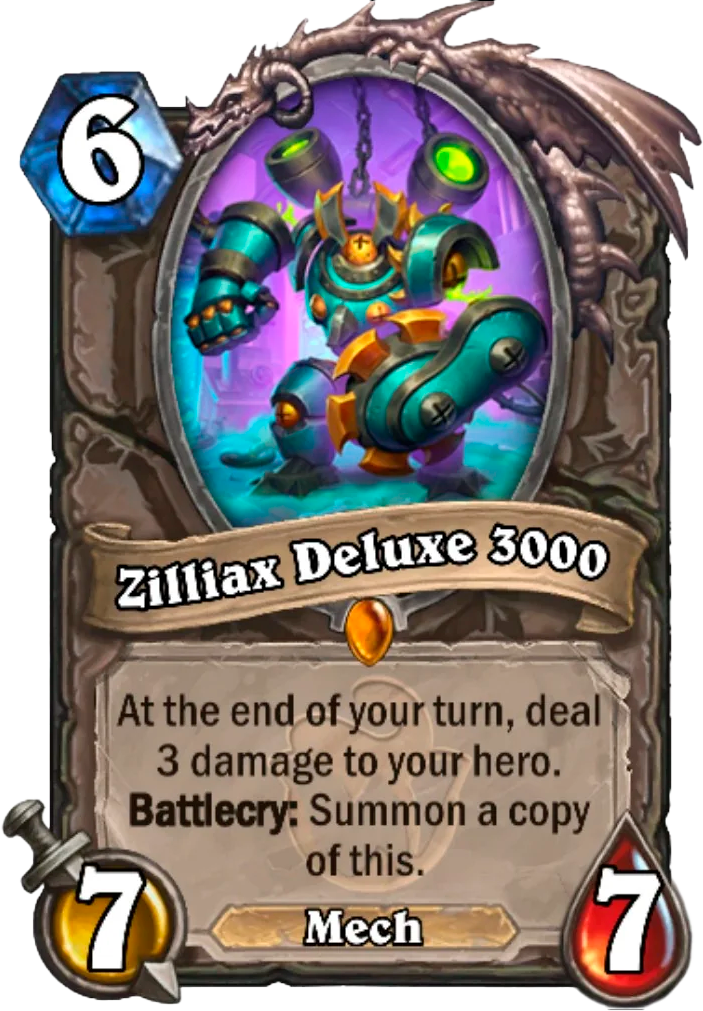 6
Zilliax Deluxe 3000
At the end of your turn, deal
3 damage to your hero.
Battlecry: Summon a copy
of this.
7
Mech
7